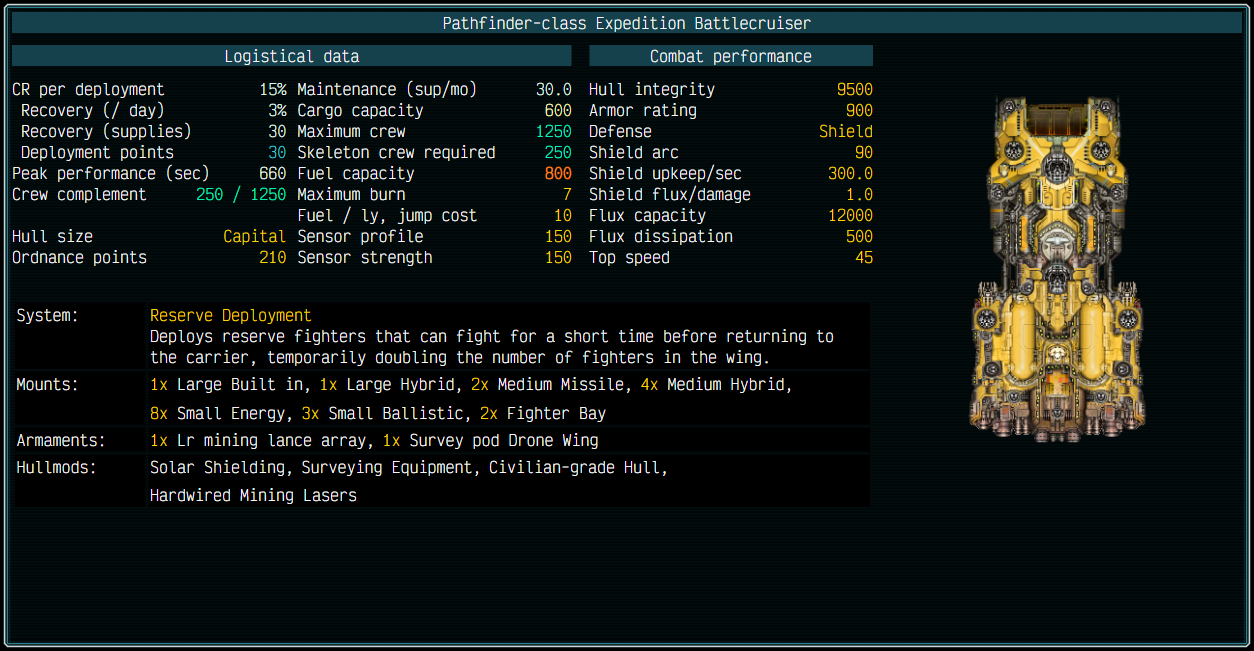 Pathfinder-class Expedition Battlecruiser
Logistical data Combat performance
CR per deployment 15% Maintenance (sup/mo) 30.0 Hull integrity 9500
Recovery (/ day) 3% Cargo capacity 600 Armor rating 900
Recovery (supplies) 30 Maximum crew 1250 Defense Shield
Deployment points 30 Skeleton crew required 250 Shield arc 90
Peak performance (sec) 660 Fuel capacity 800 Shield upkeep/sec 300.0
Crew complement 250 / 1250 Maximum burn 7 Shield flux/damage 1.0
Fuel / ly, jump cost 10 Flux capacity 12000
Hull size Capital Sensor profile 150 Flux dissipation 500
Ordnance points 210 Sensor strength 150 Top speed 45
System: Reserve Deployment
Deploys reserve fighters that can fight for a short time before returning to
the carrier, temporarily doubling the number of fighters in the wing.
Mounts: 1x Large Built in, 1x Large Hybrid, 2x Medium Missile, 4x Medium Hybrid,
8x Small Energy, 3x Small Ballistic, 2x Fighter Bay
Armaments: 1x Lr mining lance array, 1x Survey pod Drone Wing
Hullmods: Solar Shielding, Surveying Equipment, Civilian-grade Hull,
Hardwired Mining Lasers